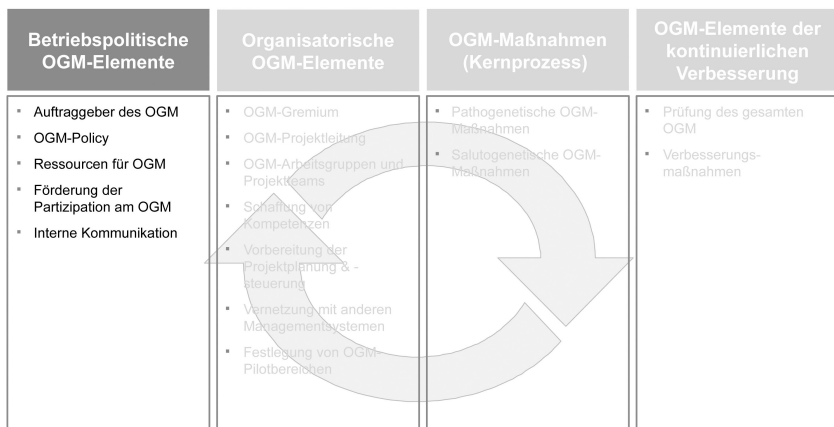 Betriebspolitische
OGM-Elemente
Organisatorische
OGM-Elemente
OGM-Maßnahmen
(Kernprozess)
OGM-Elemente der
kontinuierlichen
Verbesserung
Auftraggeber des OGM
OGM-Policy
Ressourcen für OGM
Förderung der
Partizipation am OGM
Interne Kommunikation
OGM-Gremium
OGM-Projektleitung
OGM-Arbeitsgruppen und
Projektteams
Schaffung von
Kompetenzen
Vorbereitung der
Projektplanung & -
steuerung
Vernetzung mit anderen
Managementsystemen
Festlegung von OGM-
Pilotbereichen
Pathogenetische OGM-
Maßnahmen
Salutogenetische OGM-
Maßnahmen
Prüfung des gesamten
OGM
Verbesserungs-
maßnahmen